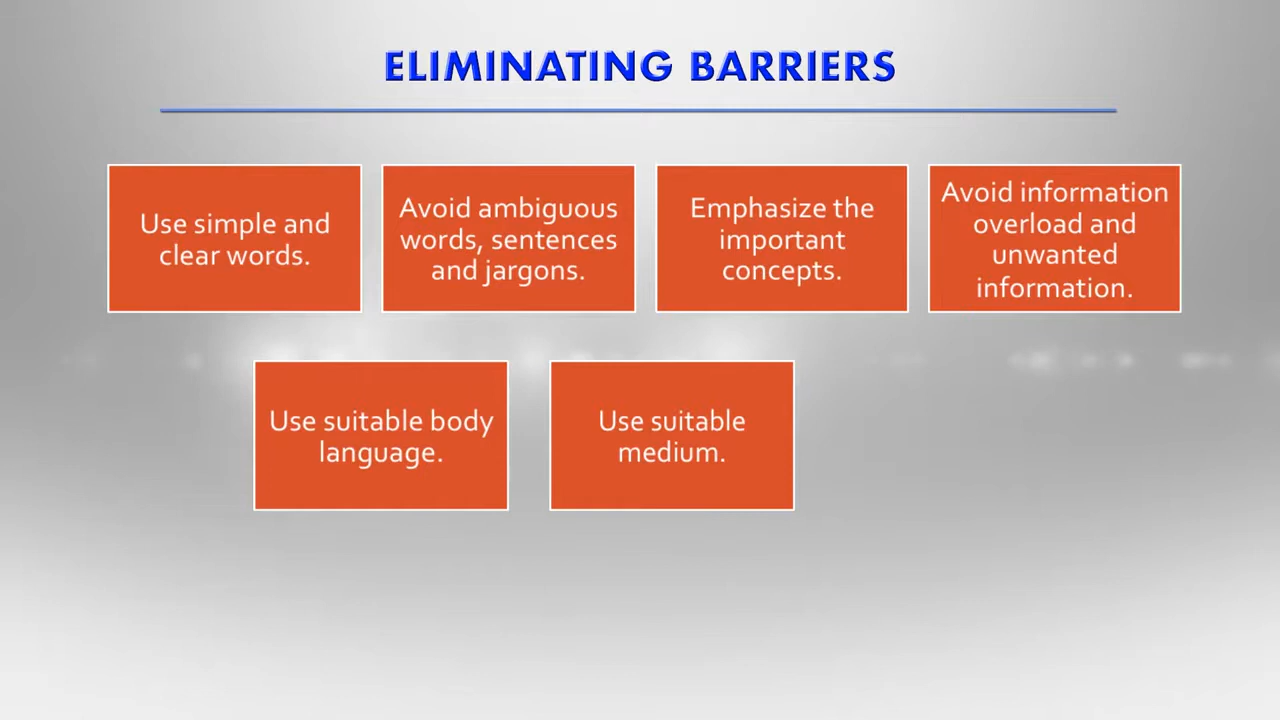 ELIMINATING BARRIERS
Use simple and
clear words.
Avoid ambiguous
words, sentences
and jargons.
Emphasize the
important
concepts.
Avoid information
overload and
unwanted
information.
Use suitable body
language.
Use suitable
medium.